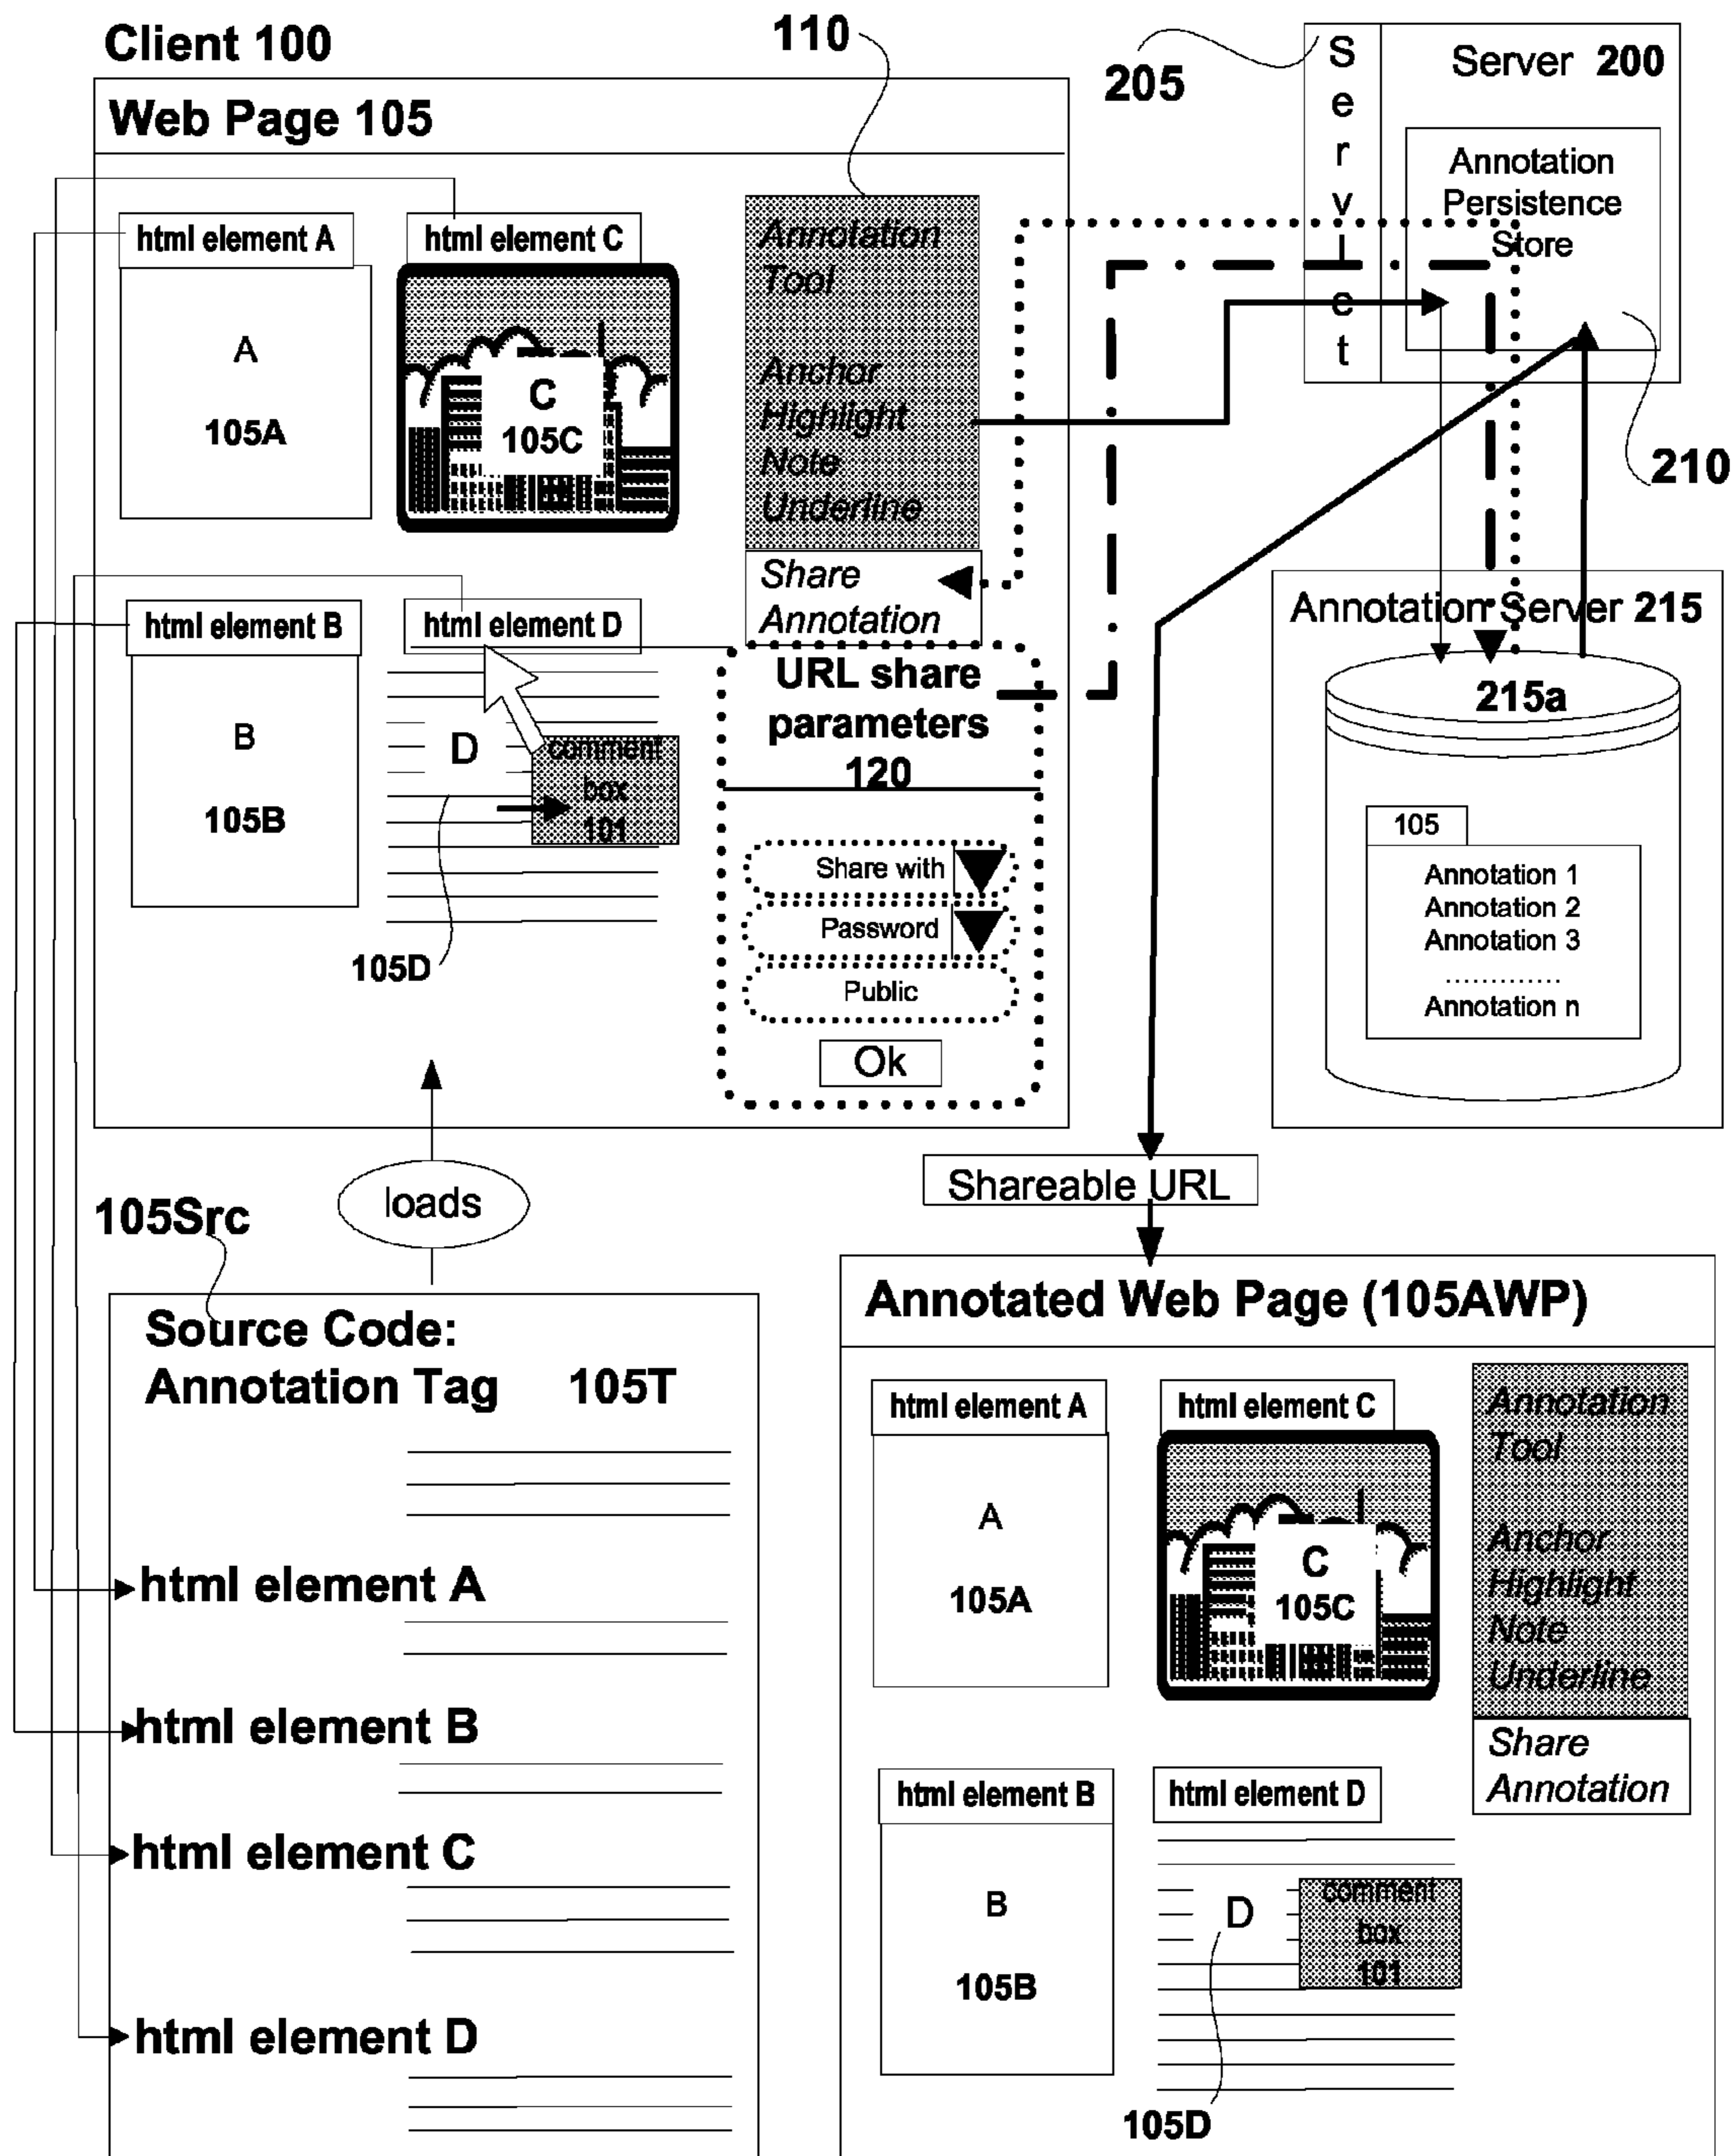 Client 100
110
205
Servlet
Server 200
Web Page 105
Annotation
Persistence
Store
210
html element A
A
105A
html element C
C
105C
Annotation
Tool
Anchor
Highlight
Note
Underline
Share
Annotation
html element B
B
105B
html element D
D
comment
box
101
105D
URL share
parameters
120
Share with
Password
Public
Ok
Annotation Server 215
215a
105
Annotation 1
Annotation 2
Annotation 3
.............
Annotation n
loads
Shareable URL
105Src
Source Code:
Annotation Tag 105T
html element A
html element B
html element C
html element D
Annotated Web Page (105AWP)
html element A
A
105A
html element C
C
105C
Annotation
Tool
Anchor
Highlight
Note
Underline
Share
Annotation
html element B
B
105B
html element D
D
comment
box
101
105D